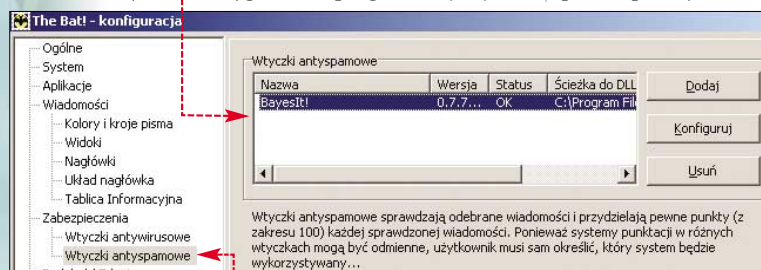 The Bat! - konfiguracja
Ogólne
System
Aplikacje
Wiadomości
Kolory i kroje pisma
Widoki
Nagłówki
Układ nagłówka
Tablica Informacyjna
Zabezpieczenia
Wtyczki antywirusowe
Wtyczki antyspamowe
Wtyczki antyspamowe
Nazwa Wersja Status Ścieżka do DLL
BayesIt! 0.7.7... OK C:\Program Fil
Dodaj
Konfiguruj
Usuń
Wtyczki antyspamowe sprawdzają odebrane wiadomości i przydzielają pewne punkty (z
zakresu 100) każdej sprawdzonej wiadomości. Ponieważ systemy punktacji w różnych
wtyczkach mogą być odmienne, użytkownik musi sam określić, który system będzie
wykorzystywany...